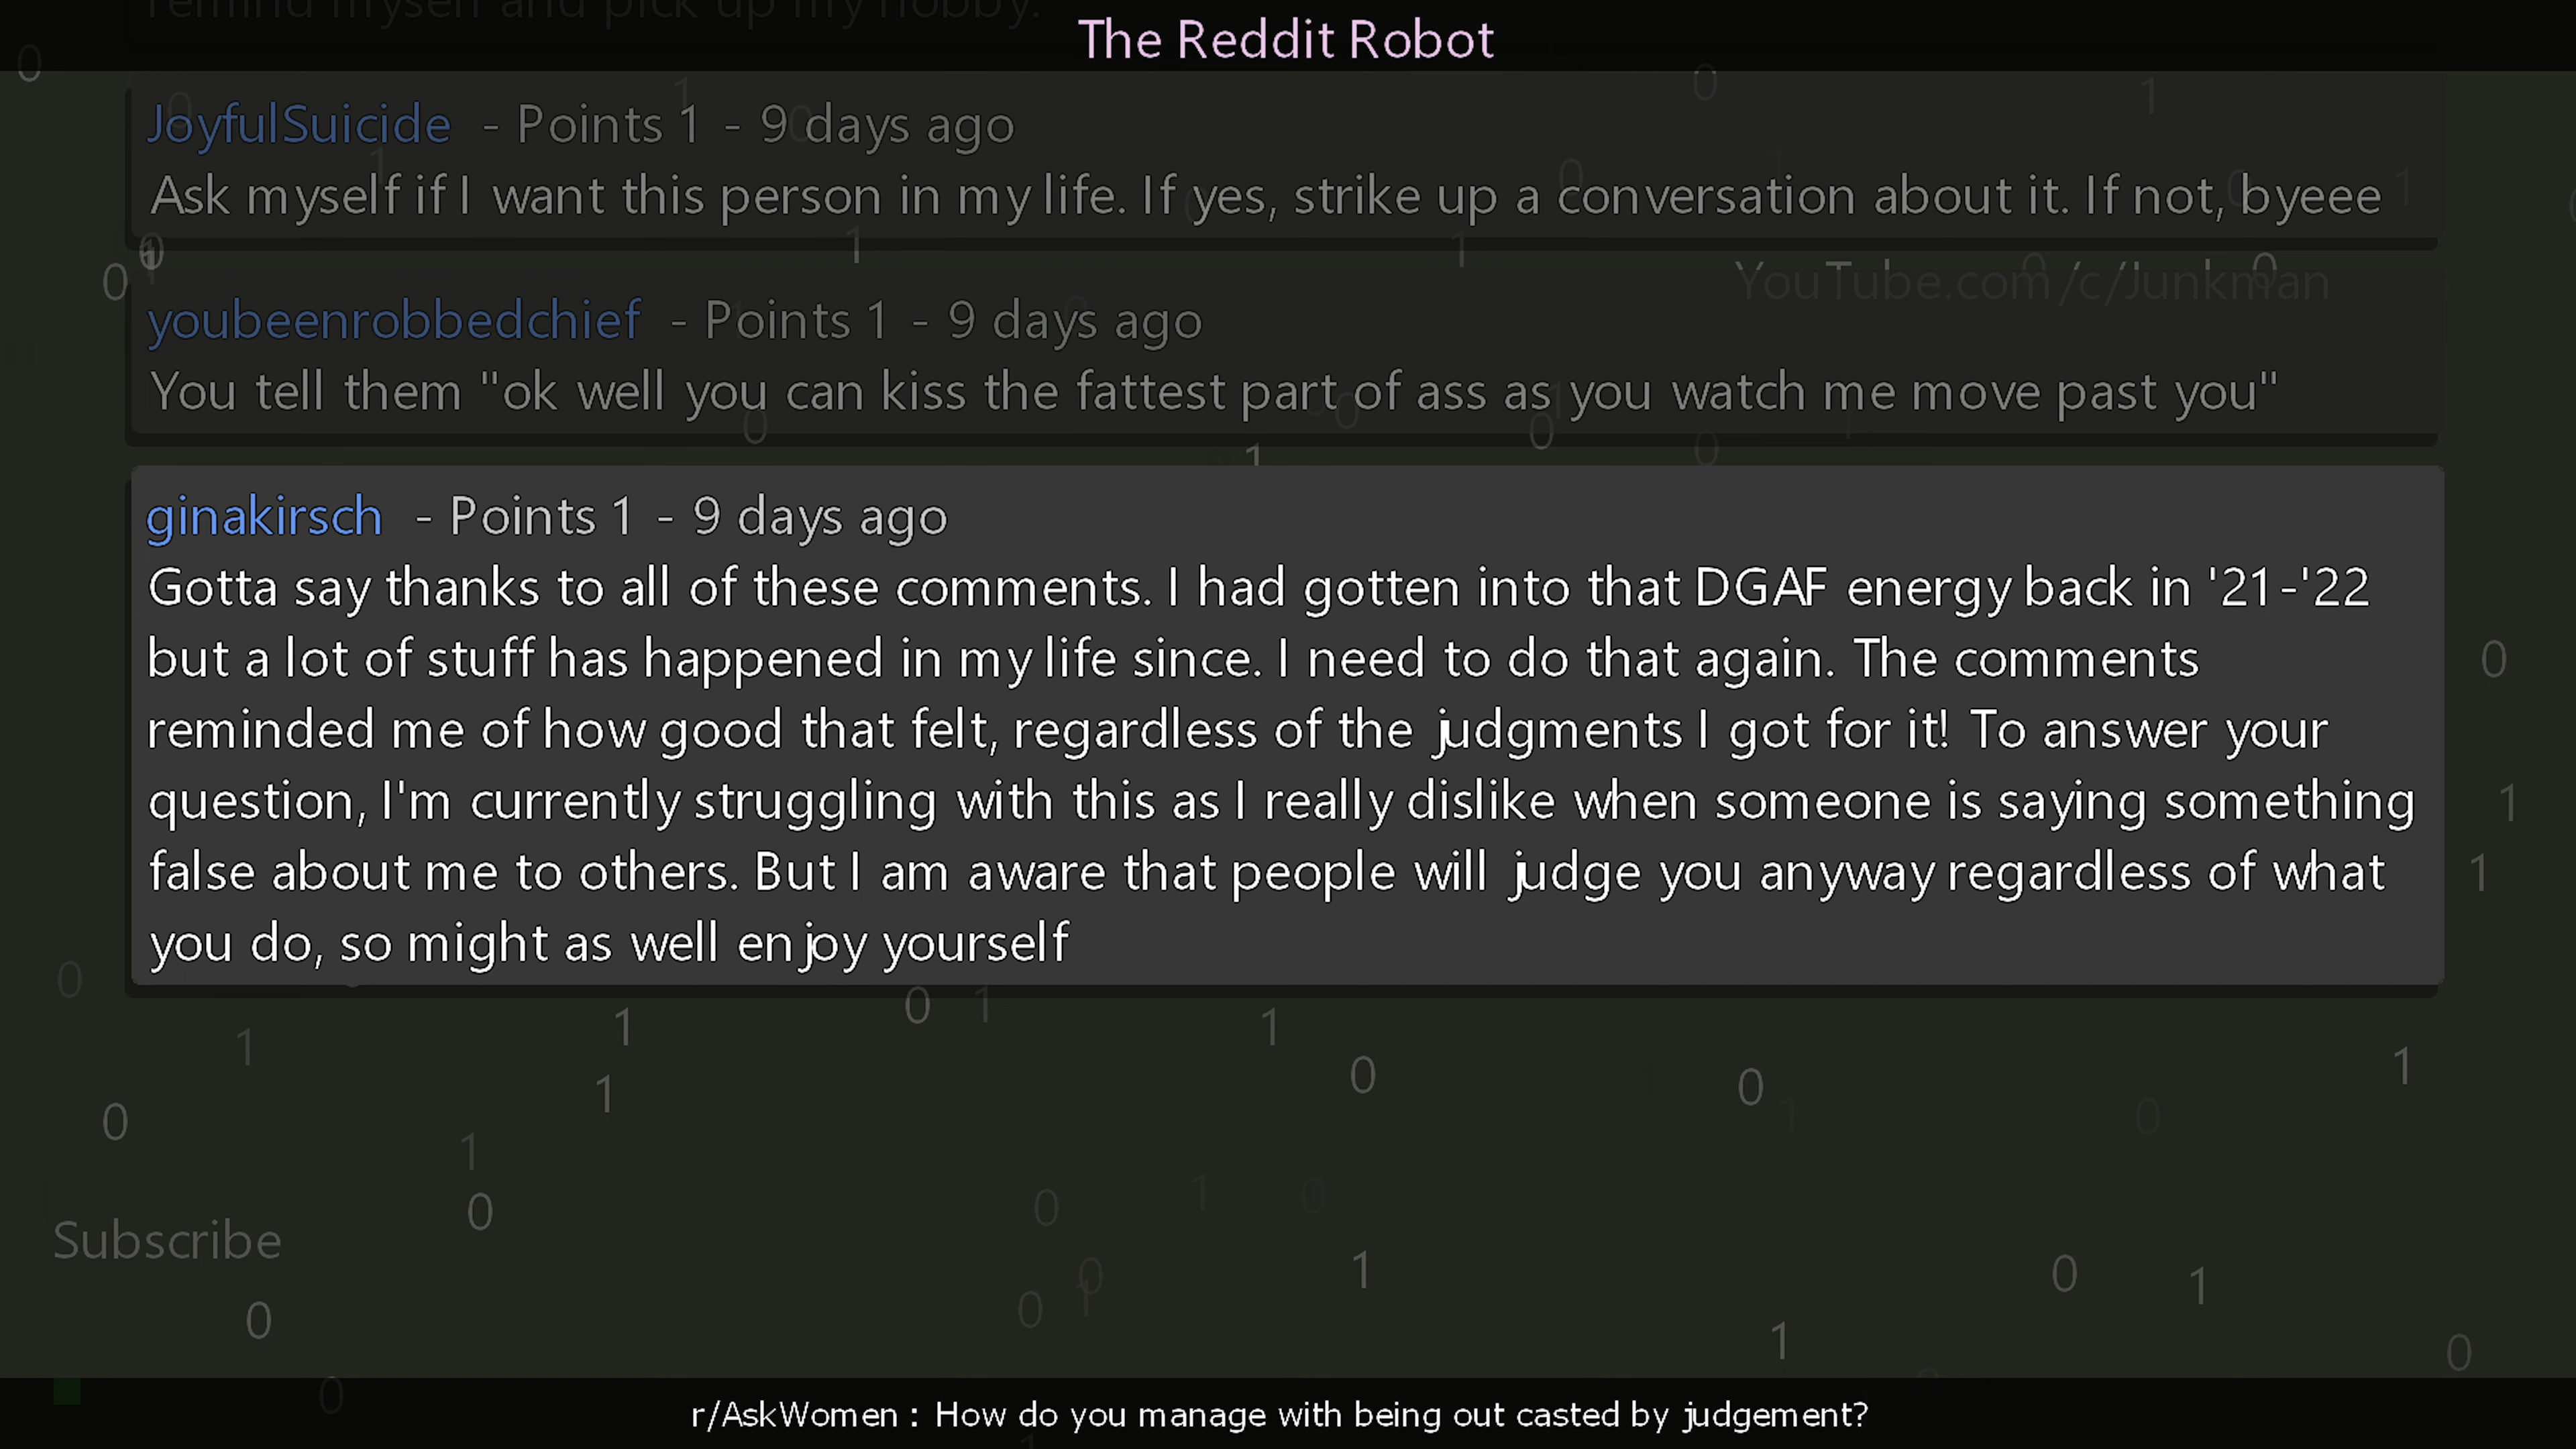 remind myself and pick up my hobby.
The Reddit Robot
JoyfulSuicide - Points 1 - 9 days ago
Ask myself if I want this person in my life. If yes, strike up a conversation about it. If not, byeee
YouTube.com/c/Junkman
youbeenrobbedchief - Points 1 - 9 days ago
You tell them "ok well you can kiss the fattest part of ass as you watch me move past you"
ginakirsch - Points 1 - 9 days ago
Gotta say thanks to all of these comments. I had gotten into that DGAF energy back in '21-'22
but a lot of stuff has happened in my life since. I need to do that again. The comments
reminded me of how good that felt, regardless of the judgments I got for it! To answer your
question, I'm currently struggling with this as I really dislike when someone is saying something
false about me to others. But I am aware that people will judge you anyway regardless of what
you do, so might as well enjoy yourself
Subscribe
r/AskWomen : How do you manage with being out casted by judgement?